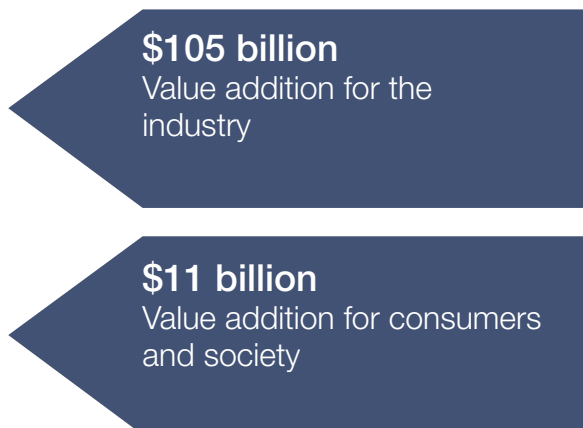 $105 billion
Value addition for the
industry
$11 billion
Value addition for consumers
and society